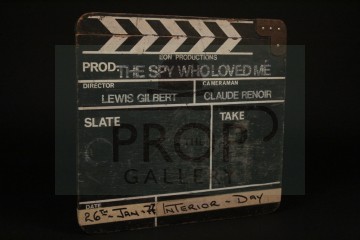 EON PRODUCTIONS
PROD. THE SPY WHO LOVED ME
DIRECTOR CAMERAMAN
LEWIS GILBERT CLAUDE RENOIR
SLATE TAKE
THE
PROP
GALLERY
DATE
26th-JAN-77 INTERIOR-DAY